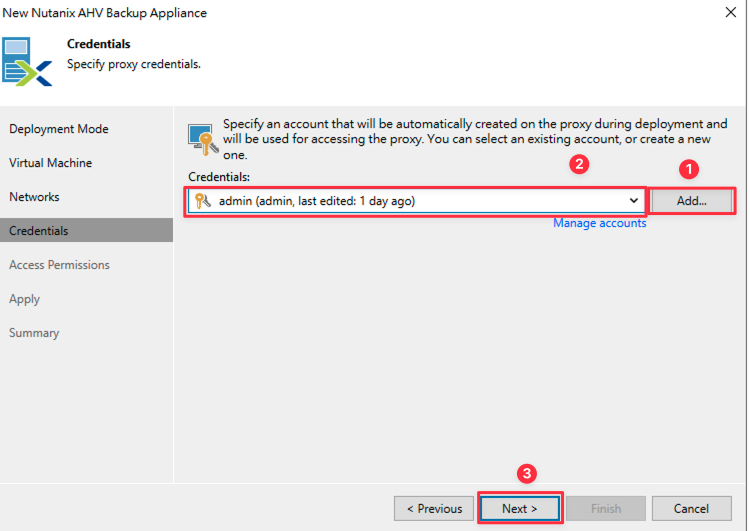 New Nutanix AHV Backup Appliance
Credentials
Specify proxy credentials.
Deployment Mode
Virtual Machine
Networks
Credentials
Access Permissions
Apply
Summary
Specify an account that will be automatically created on the proxy during deployment and
will be used for accessing the proxy. You can select an existing account, or create a new
one.
2
1
Credentials:
admin (admin, last edited: 1 day ago)
Add...
Manage accounts
3
< Previous
Next >
Finish
Cancel